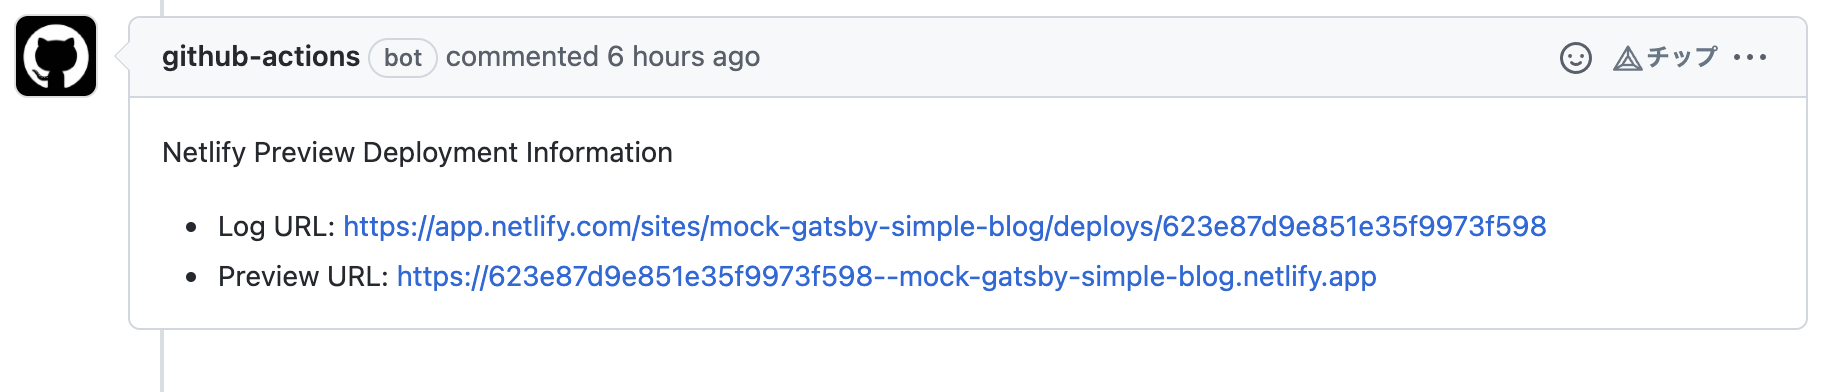 github-actions bot commented 6 hours ago チップ
Netlify Preview Deployment Information
Log URL: https://app.netlify.com/sites/mock-gatsby-simple-blog/deploys/623e87d9e851e35f9973f598
Preview URL: https://623e87d9e851e35f9973f598--mock-gatsby-simple-blog.netlify.app